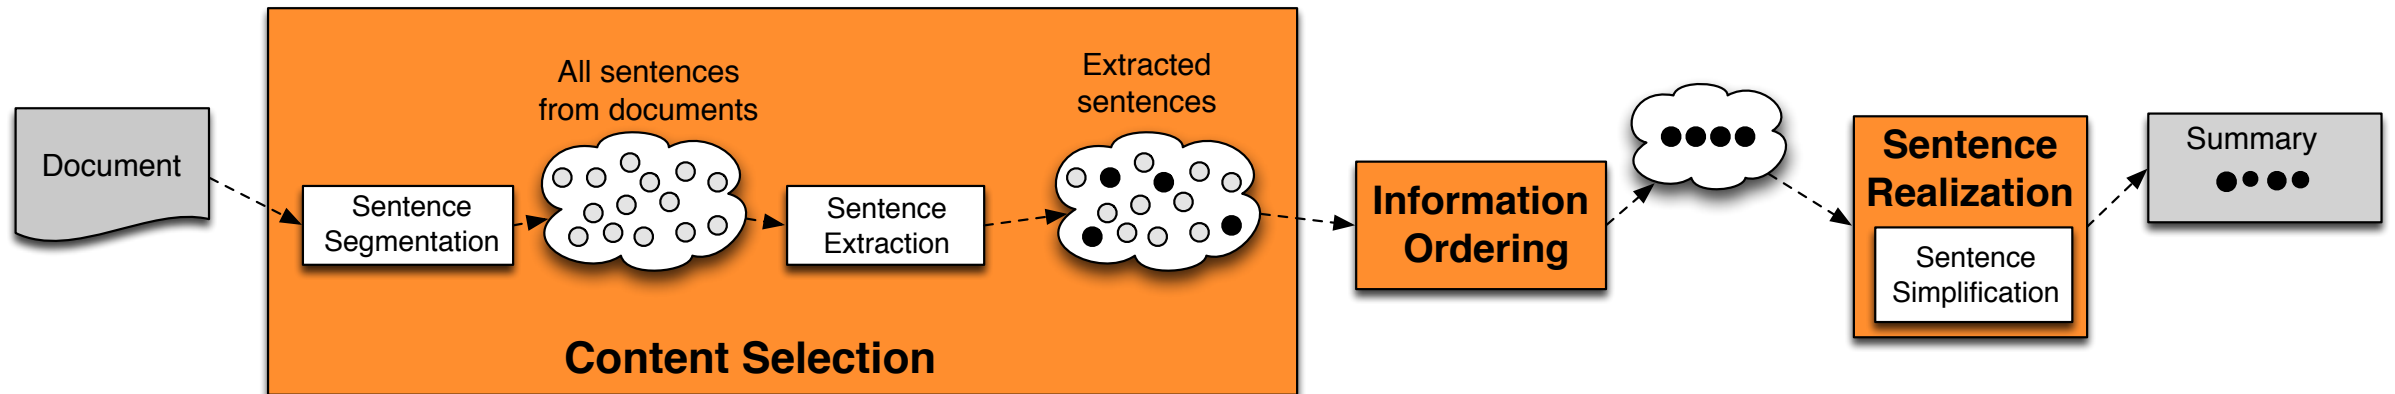 Document
Sentence
Segmentation
All sentences
from documents
Sentence
Extraction
Extracted
sentences
Content Selection
Information
Ordering
Sentence
Realization
Sentence
Simplification
Summary